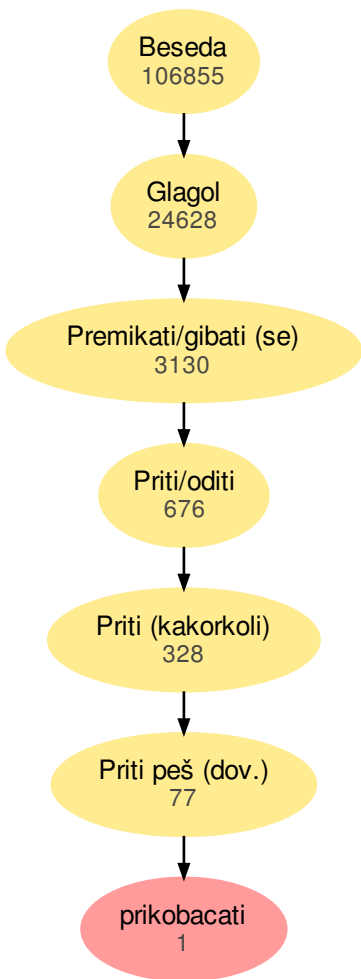 Beseda
106855
Glagol
24628
Premikati/gibati (se)
3130
Priti/oditi
676
Priti (kakorkoli)
328
Priti peš (dov.)
77
prikobacati
1